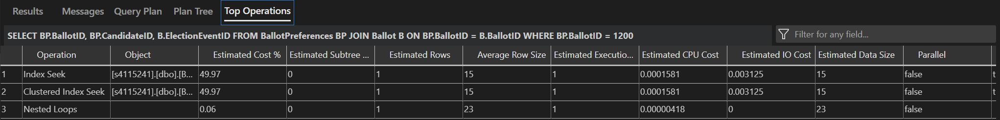 Results Messages Query Plan Plan Tree Top Operations
SELECT BP.BallotID, BP.CandidateID, B.ElectionEventID FROM BallotPreferences BP JOIN Ballot B ON BP.BallotID = B.BallotID WHERE BP.BallotID = 1200 Filter for any field...
Operation Object Estimated Cost % Estimated Subtree ... Estimated Rows Average Row Size Estimated Executio... Estimated CPU Cost Estimated IO Cost Estimated Data Size Parallel
1 Index Seek [s4115241].[dbo].[B... 49.97 0 1 15 1 0.0001581 0.003125 15 false t
2 Clustered Index Seek [s4115241].[dbo].[B... 49.97 0 1 15 1 0.0001581 0.003125 15 false t
3 Nested Loops 0.06 0 1 23 1 0.00000418 0 23 false